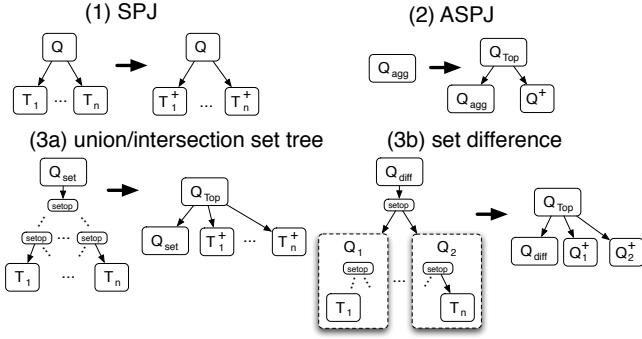 (1) SPJ
Q
T1 ... Tn
Q
T1+ ... Tn+
(2) ASPJ
Qagg
QTop
Qagg Q+
(3a) union/intersection set tree
Qset
setop
setop ... setop
T1 ... Tn
QTop
Qset T1+ ... Tn+
(3b) set difference
Qdiff
setop
Q1 Q2
setop setop
...
T1 Tn
QTop
Qdiff Q1+ Q2+